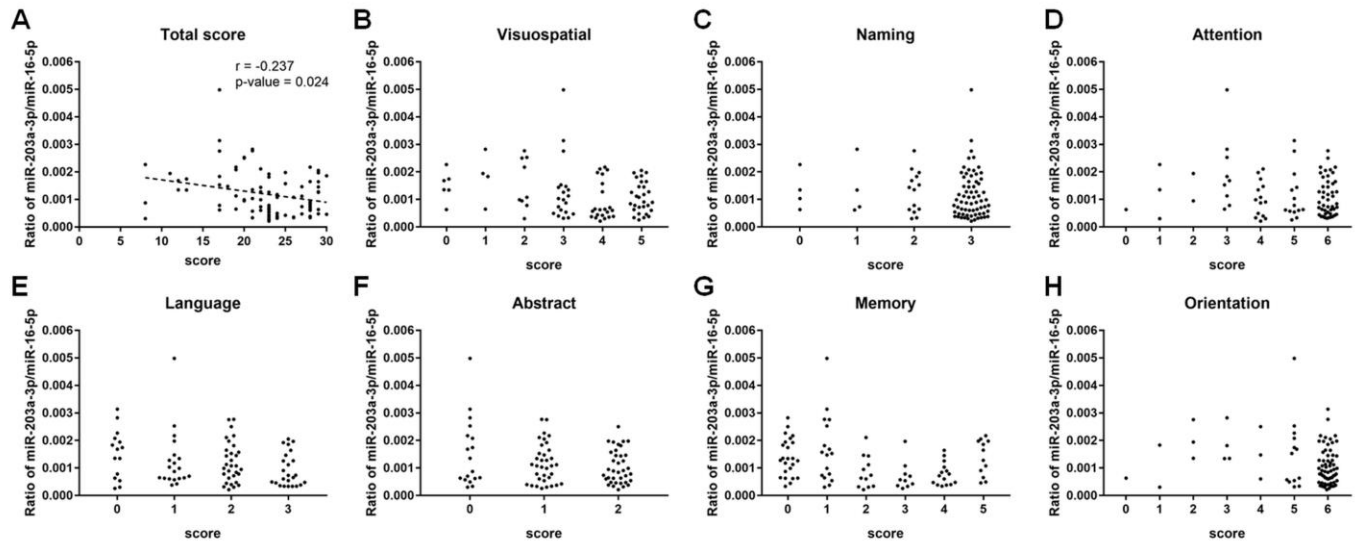 A
Total score
r = -0.237
p-value = 0.024
Ratio of miR-203a-3p/miR-16-5p
0.006
0.005
0.004
0.003
0.002
0.001
0.000
0 5 10 15 20 25 30
score
B
Visuospatial
Ratio of miR-203a-3p/miR-16-5p
0.006
0.005
0.004
0.003
0.002
0.001
0.000
0 1 2 3 4 5
score
C
Naming
Ratio of miR-203a-3p/miR-16-5p
0.006
0.005
0.004
0.003
0.002
0.001
0.000
0 1 2 3
score
D
Attention
Ratio of miR-203a-3p/miR-16-5p
0.006
0.005
0.004
0.003
0.002
0.001
0.000
0 1 2 3 4 5 6
score
E
Language
Ratio of miR-203a-3p/miR-16-5p
0.006
0.005
0.004
0.003
0.002
0.001
0.000
0 1 2 3
score
F
Abstract
Ratio of miR-203a-3p/miR-16-5p
0.006
0.005
0.004
0.003
0.002
0.001
0.000
0 1 2
score
G
Memory
Ratio of miR-203a-3p/miR-16-5p
0.006
0.005
0.004
0.003
0.002
0.001
0.000
0 1 2 3 4 5
score
H
Orientation
Ratio of miR-203a-3p/miR-16-5p
0.006
0.005
0.004
0.003
0.002
0.001
0.000
0 1 2 3 4 5 6
score